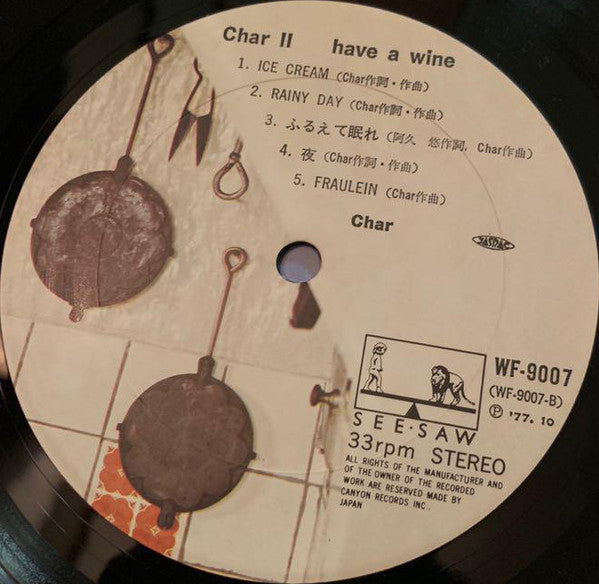 Char II have a wine
1. ICE CREAM (Char作詞・作曲)
2. RAINY DAY (Char作詞・作曲)
3. ふるえて眠れ (阿久 悠作詞, Char作曲)
4. 夜 (Char作詞・作曲)
5. FRAULEIN (Char作曲)
Char
JASRAC
WF-9007
(WF-9007-B)
Ⓟ '77. 10
SEE·SAW
33rpm STEREO
ALL RIGHTS OF THE MANUFACTURER AND
OF THE OWNER OF THE RECORDED
WORK ARE RESERVED MADE BY
CANYON RECORDS INC.,
JAPAN